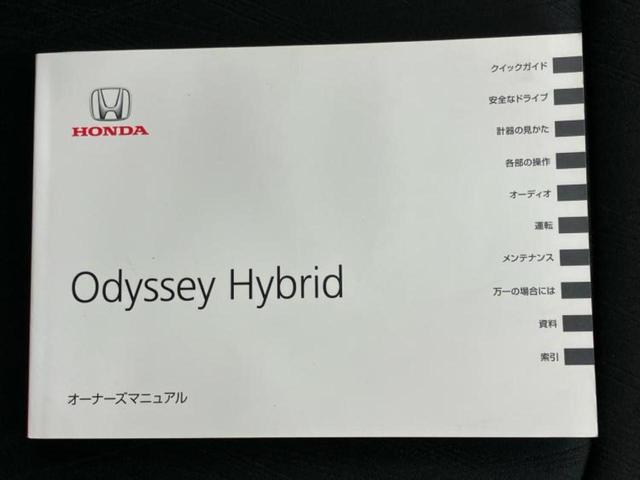 HONDA
Odyssey Hybrid
オーナーズマニュアル
クイックガイド
安全なドライブ
計器の見かた
各部の操作
オーディオ
運転
メンテナンス
万一の場合には
資料
索引